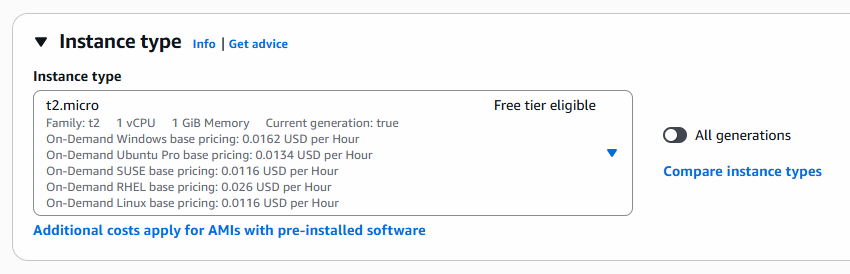 Instance type Info | Get advice
Instance type
t2.micro Free tier eligible
Family: t2 1 vCPU 1 GiB Memory Current generation: true
On-Demand Windows base pricing: 0.0162 USD per Hour
On-Demand Ubuntu Pro base pricing: 0.0134 USD per Hour
On-Demand SUSE base pricing: 0.0116 USD per Hour
On-Demand RHEL base pricing: 0.026 USD per Hour
On-Demand Linux base pricing: 0.0116 USD per Hour
All generations
Compare instance types
Additional costs apply for AMIs with pre-installed software